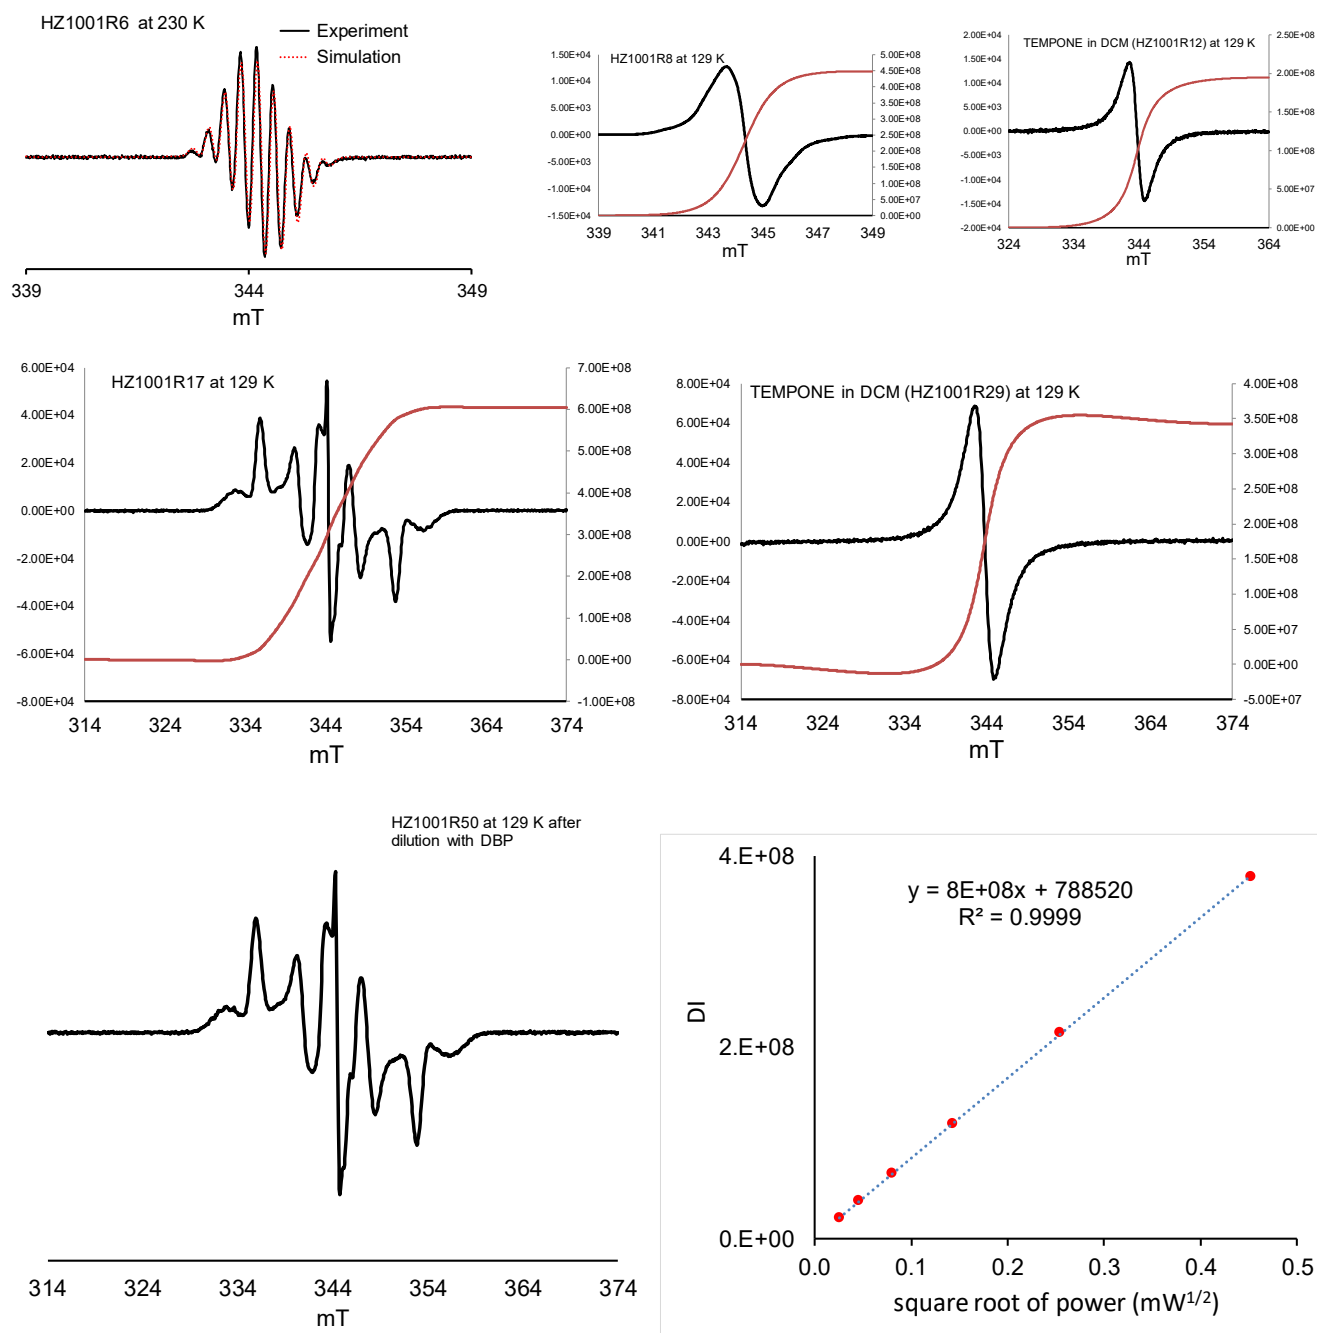 HZ1001R6 at 230 K
Experiment
Simulation
339
344
349
mT
HZ1001R8 at 129 K
1.50E+04
1.00E+04
5.00E+03
0.00E+00
-5.00E+03
-1.00E+04
-1.50E+04
5.00E+08
4.50E+08
4.00E+08
3.50E+08
3.00E+08
2.50E+08
2.00E+08
1.50E+08
1.00E+08
5.00E+07
0.00E+00
339
341
343
345
347
349
mT
TEMPONE in DCM (HZ1001R12) at 129 K
2.00E+04
1.50E+04
1.00E+04
5.00E+03
0.00E+00
-5.00E+03
-1.00E+04
-1.50E+04
-2.00E+04
2.50E+08
2.00E+08
1.50E+08
1.00E+08
5.00E+07
0.00E+00
324
334
344
354
364
mT
HZ1001R17 at 129 K
6.00E+04
4.00E+04
2.00E+04
0.00E+00
-2.00E+04
-4.00E+04
-6.00E+04
-8.00E+04
7.00E+08
6.00E+08
5.00E+08
4.00E+08
3.00E+08
2.00E+08
1.00E+08
0.00E+00
-1.00E+08
314
324
334
344
354
364
374
mT
TEMPONE in DCM (HZ1001R29) at 129 K
8.00E+04
6.00E+04
4.00E+04
2.00E+04
0.00E+00
-2.00E+04
-4.00E+04
-6.00E+04
-8.00E+04
4.00E+08
3.50E+08
3.00E+08
2.50E+08
2.00E+08
1.50E+08
1.00E+08
5.00E+07
0.00E+00
-5.00E+07
314
324
334
344
354
364
374
mT
HZ1001R50 at 129 K after
dilution with DBP
314
324
334
344
354
364
374
mT
y = 8E+08x + 788520
R² = 0.9999
DI
4.E+08
2.E+08
0.E+00
0.0
0.1
0.2
0.3
0.4
0.5
square root of power (mW^1/2)